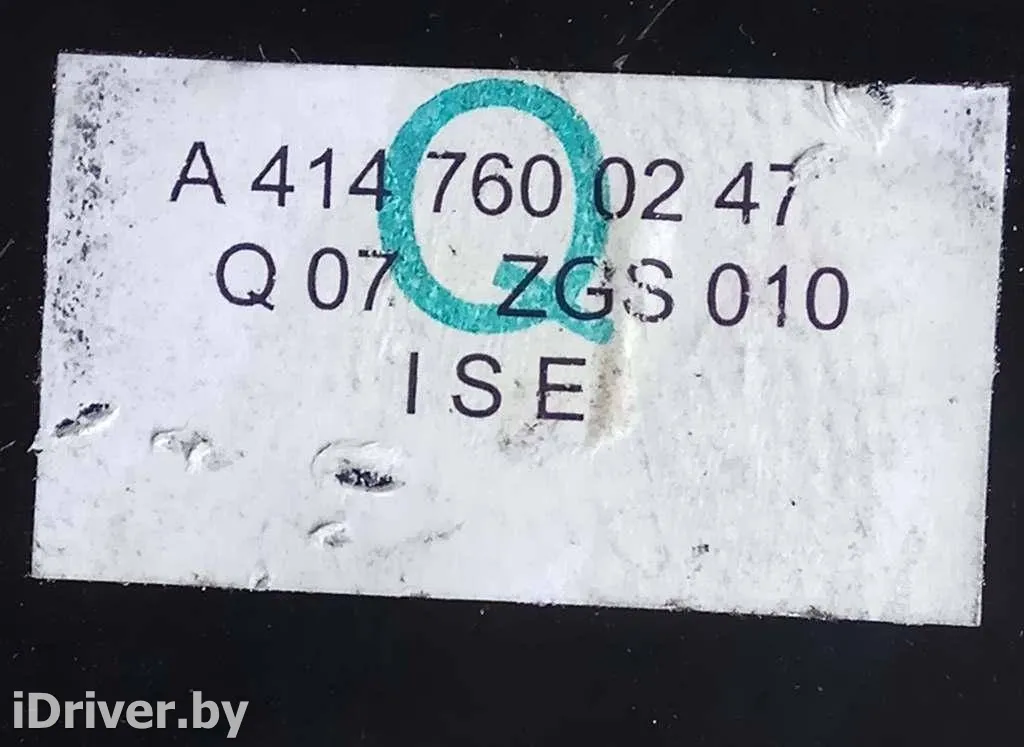 A 414 760 02 47
Q 07 ZGS 010
I S E
Q
iDriver.by